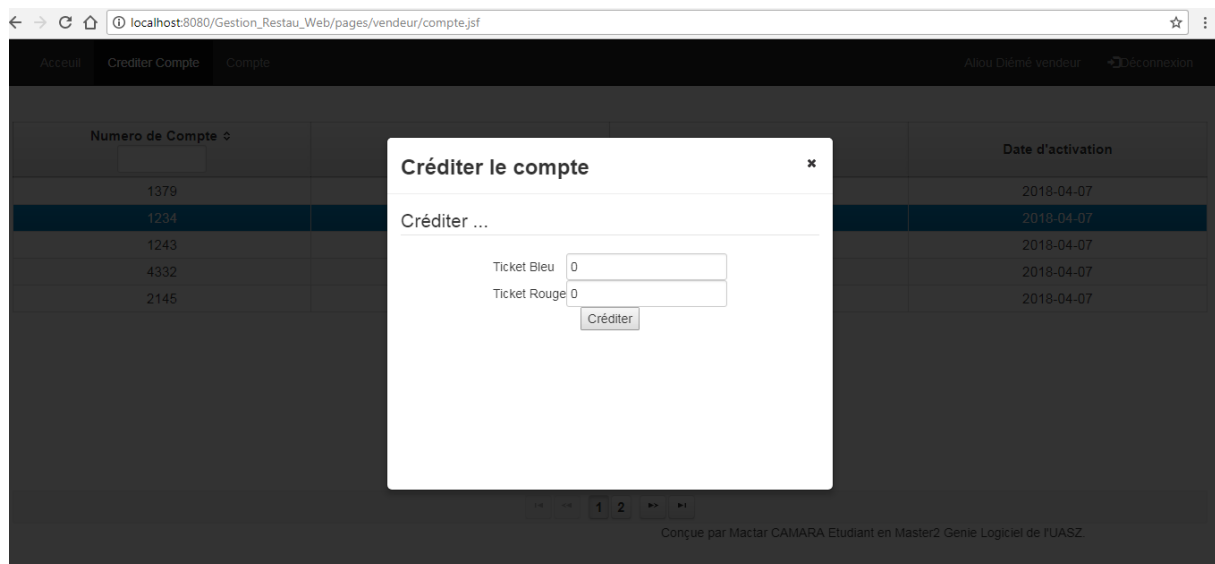 localhost:8080/Gestion_Restau_Web/pages/vendeur/compte.jsf
Acceuil Crediter Compte Compte Aliou Diémé vendeur Déconnexion
Numero de Compte Date d'activation
1379 2018-04-07
1234 2018-04-07
1243 2018-04-07
4332 2018-04-07
2145 2018-04-07
Créditer le compte
Créditer ...
Ticket Bleu 0
Ticket Rouge 0
Créditer
1 2
Conçue par Mactar CAMARA Etudiant en Master2 Genie Logiciel de l'UASZ.